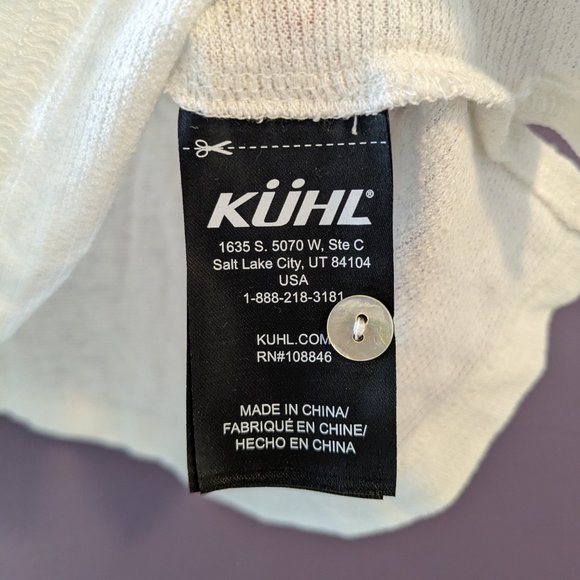 KÜHL®
1635 S. 5070 W, Ste C
Salt Lake City, UT 84104
USA
1-888-218-3181
KUHL.COM
RN#108846
MADE IN CHINA/
FABRIQUÉ EN CHINE/
HECHO EN CHINA